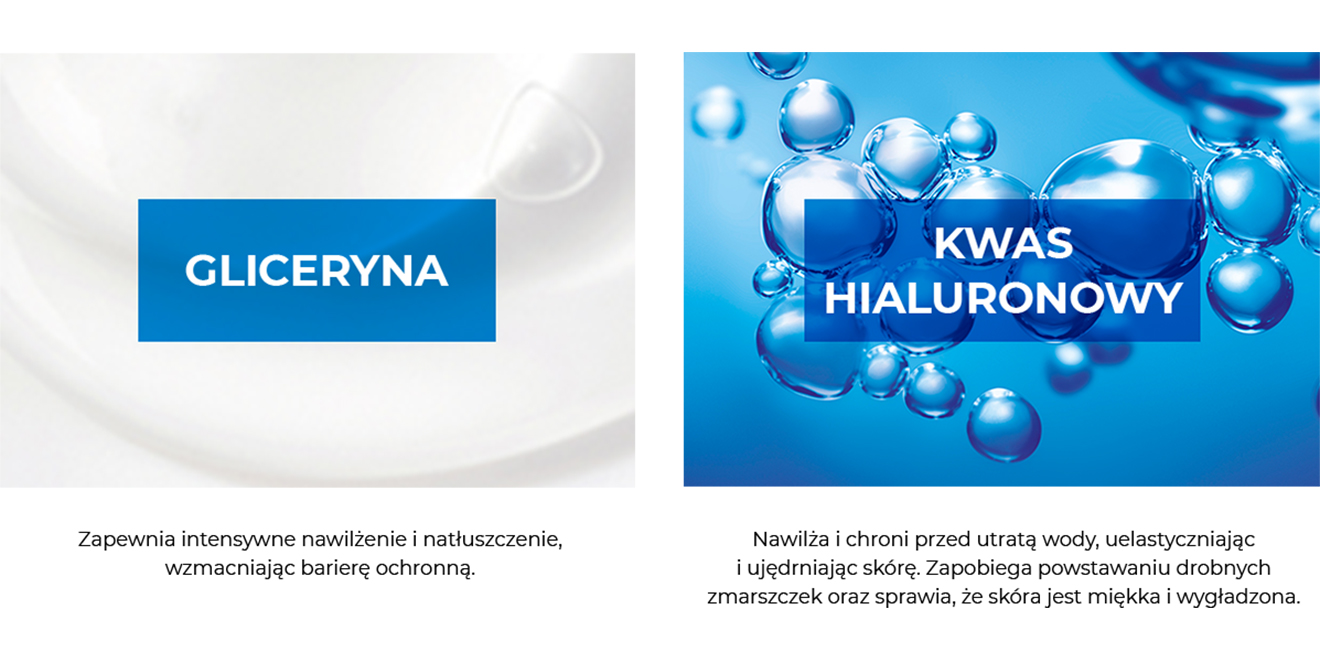 GLICERYNA
Zapewnia intensywne nawilżenie i natłuszczenie,
wzmacniając barierę ochronną.
KWAS
HIALURONOWY
Nawilża i chroni przed utratą wody, uelastyczniając
i ujędrniając skórę. Zapobiega powstawaniu drobnych
zmarszczek oraz sprawia, że skóra jest miękka i wygładzona.